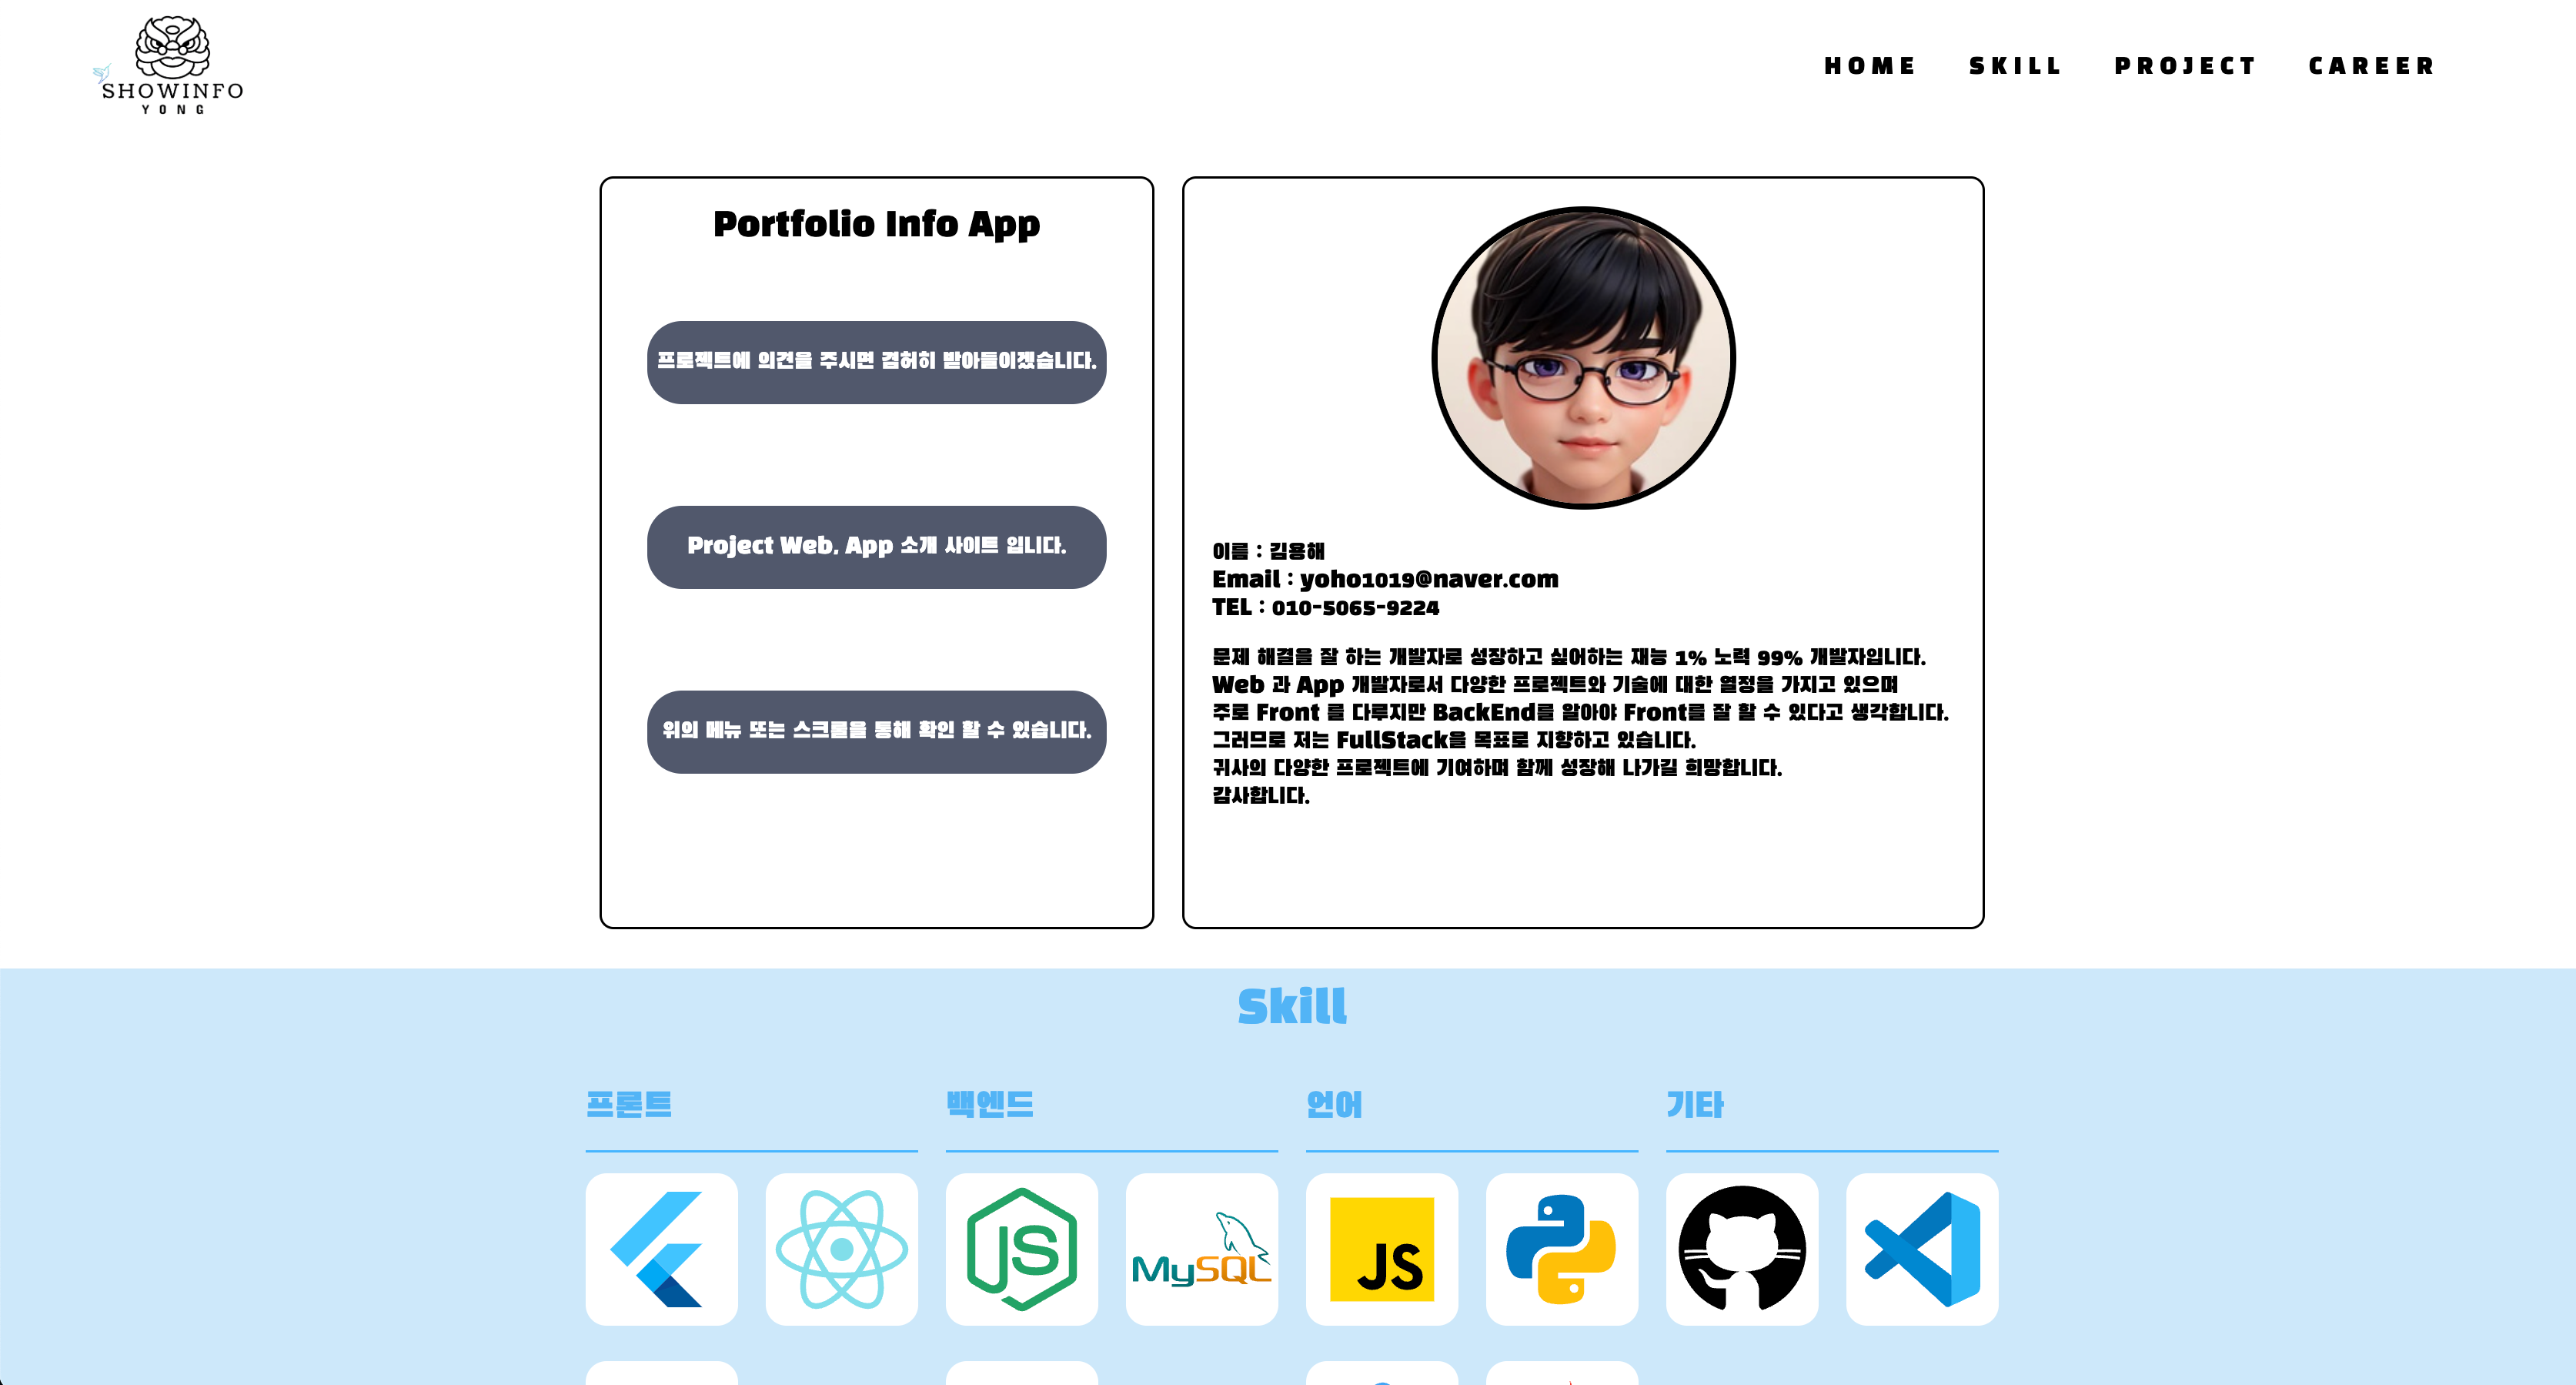 SHOWINFO
YONG
HOME SKILL PROJECT CAREER
Portfolio Info App
프로젝트에 의견을 주시면 겸허히 받아들이겠습니다.
Project Web, App 소개 사이트 입니다.
위의 메뉴 또는 스크롤을 통해 확인 할 수 있습니다.
이름 : 김용해
Email : yoho1019@naver.com
TEL : 010-5065-9224
문제 해결을 잘 하는 개발자로 성장하고 싶어하는 재능 1% 노력 99% 개발자입니다.
Web 과 App 개발자로서 다양한 프로젝트와 기술에 대한 열정을 가지고 있으며
주로 Front 를 다루지만 BackEnd를 알아야 Front를 잘 할 수 있다고 생각합니다.
그러므로 저는 FullStack을 목표로 지향하고 있습니다.
귀사의 다양한 프로젝트에 기여하며 함께 성장해 나가길 희망합니다.
감사합니다.
Skill
프론트 백엔드 언어 기타
JS MySQL JS